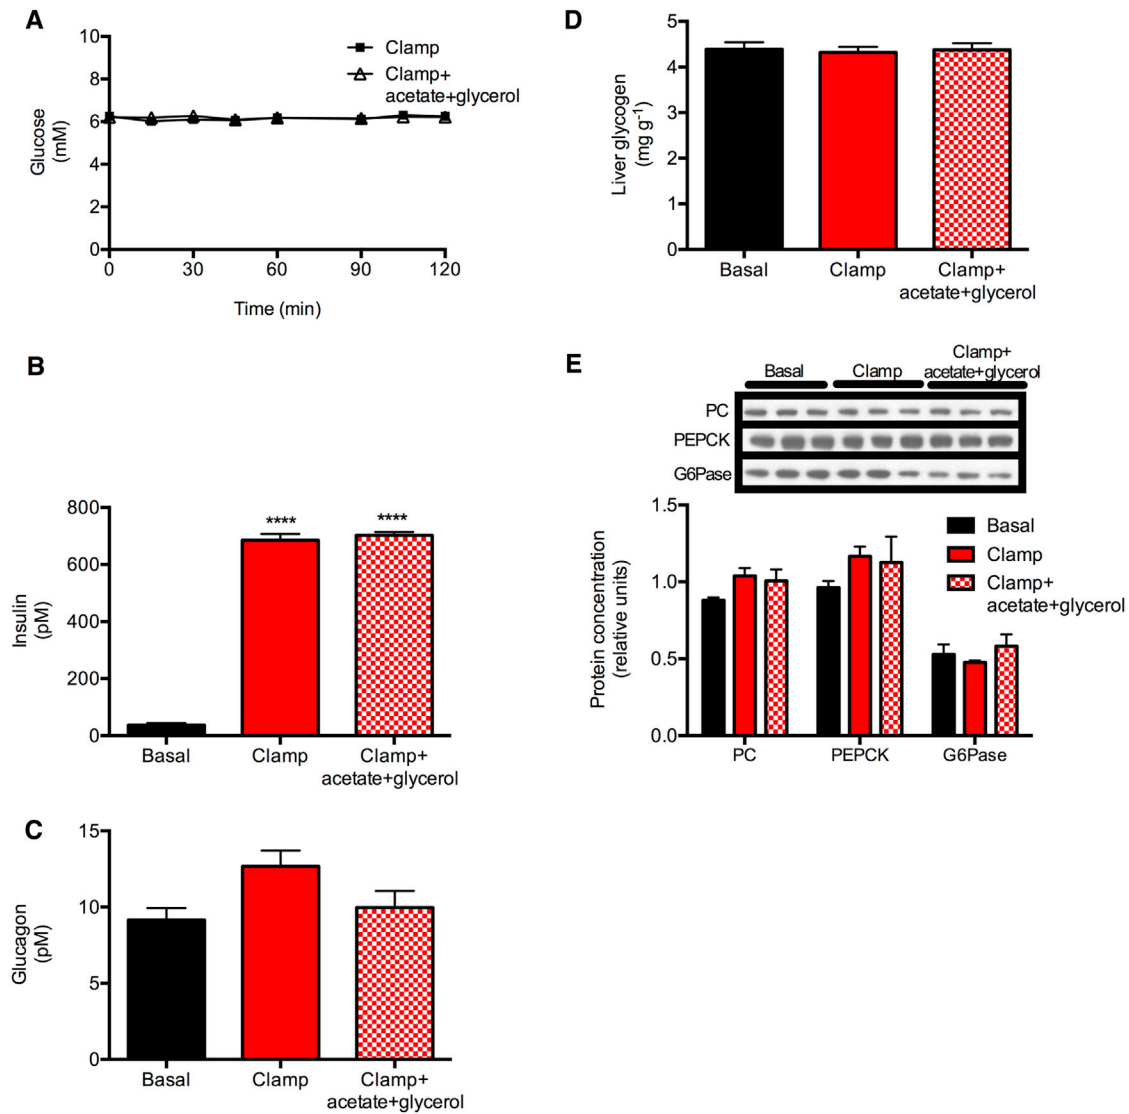 A
10
8
6
4
2
0
Glucose
(mM)
0 30 60 90 120
Time (min)
Clamp
Clamp+
acetate+glycerol
B
800
600
400
200
0
Insulin
(pM)
**** ****
Basal Clamp Clamp+
acetate+glycerol
C
15
10
5
0
Glucagon
(pM)
Basal Clamp Clamp+
acetate+glycerol
D
5
4
3
2
1
0
Liver glycogen
(mg g-1)
Basal Clamp Clamp+
acetate+glycerol
E
Basal Clamp Clamp+
acetate+glycerol
PC
PEPCK
G6Pase
1.5
1.0
0.5
0.0
Protein concentration
(relative units)
Basal
Clamp
Clamp+
acetate+glycerol
PC PEPCK G6Pase